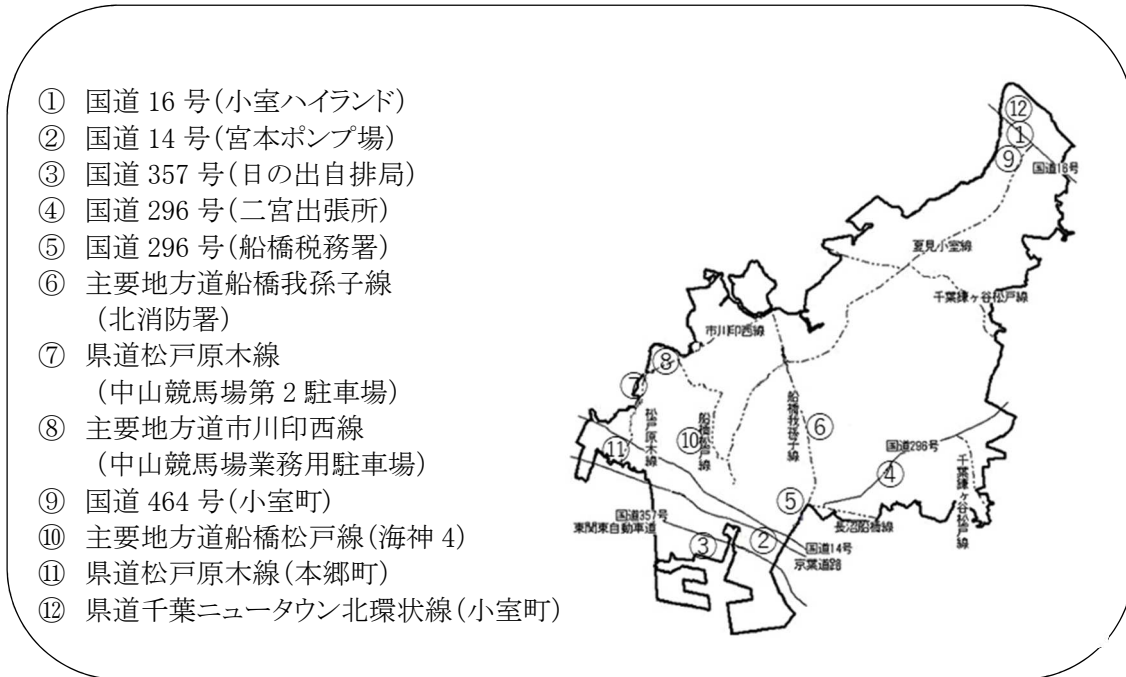 ① 国道 16 号(小室ハイランド)
② 国道 14 号(宮本ポンプ場)
③ 国道 357 号(日の出自排局)
④ 国道 296 号(二宮出張所)
⑤ 国道 296 号(船橋税務署)
⑥ 主要地方道船橋我孫子線
(北消防署)
⑦ 県道松戸原木線
(中山競馬場第 2 駐車場)
⑧ 主要地方道市川印西線
(中山競馬場業務用駐車場)
⑨ 国道 464 号(小室町)
⑩ 主要地方道船橋松戸線(海神 4)
⑪ 県道松戸原木線(本郷町)
⑫ 県道千葉ニュータウン北環状線(小室町)
⑫
①
⑨
国道16号
夏見小室線
千葉鎌ヶ谷松戸線
市川印西線
⑧
⑦
松戸原木線
⑩
船橋松戸線
船橋我孫子線
⑥
⑪
国道296号
④
千葉鎌ヶ谷松戸線
⑤
長沼船橋線
国道357号
東関東自動車道
③
②
国道14号
京葉道路